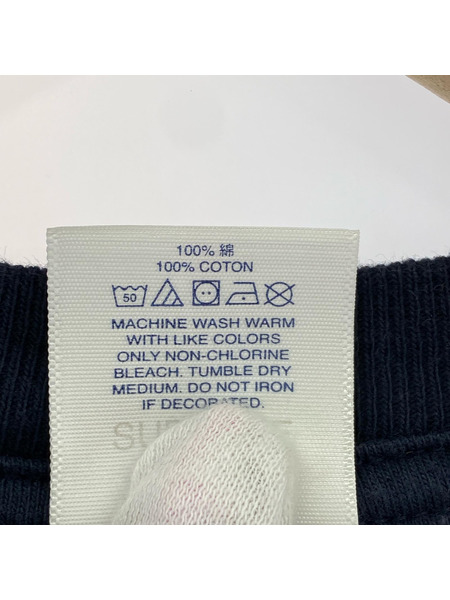 100% 綿
100% COTON
50
MACHINE WASH WARM
WITH LIKE COLORS
ONLY NON-CHLORINE
BLEACH. TUMBLE DRY
MEDIUM. DO NOT IRON
IF DECORATED.